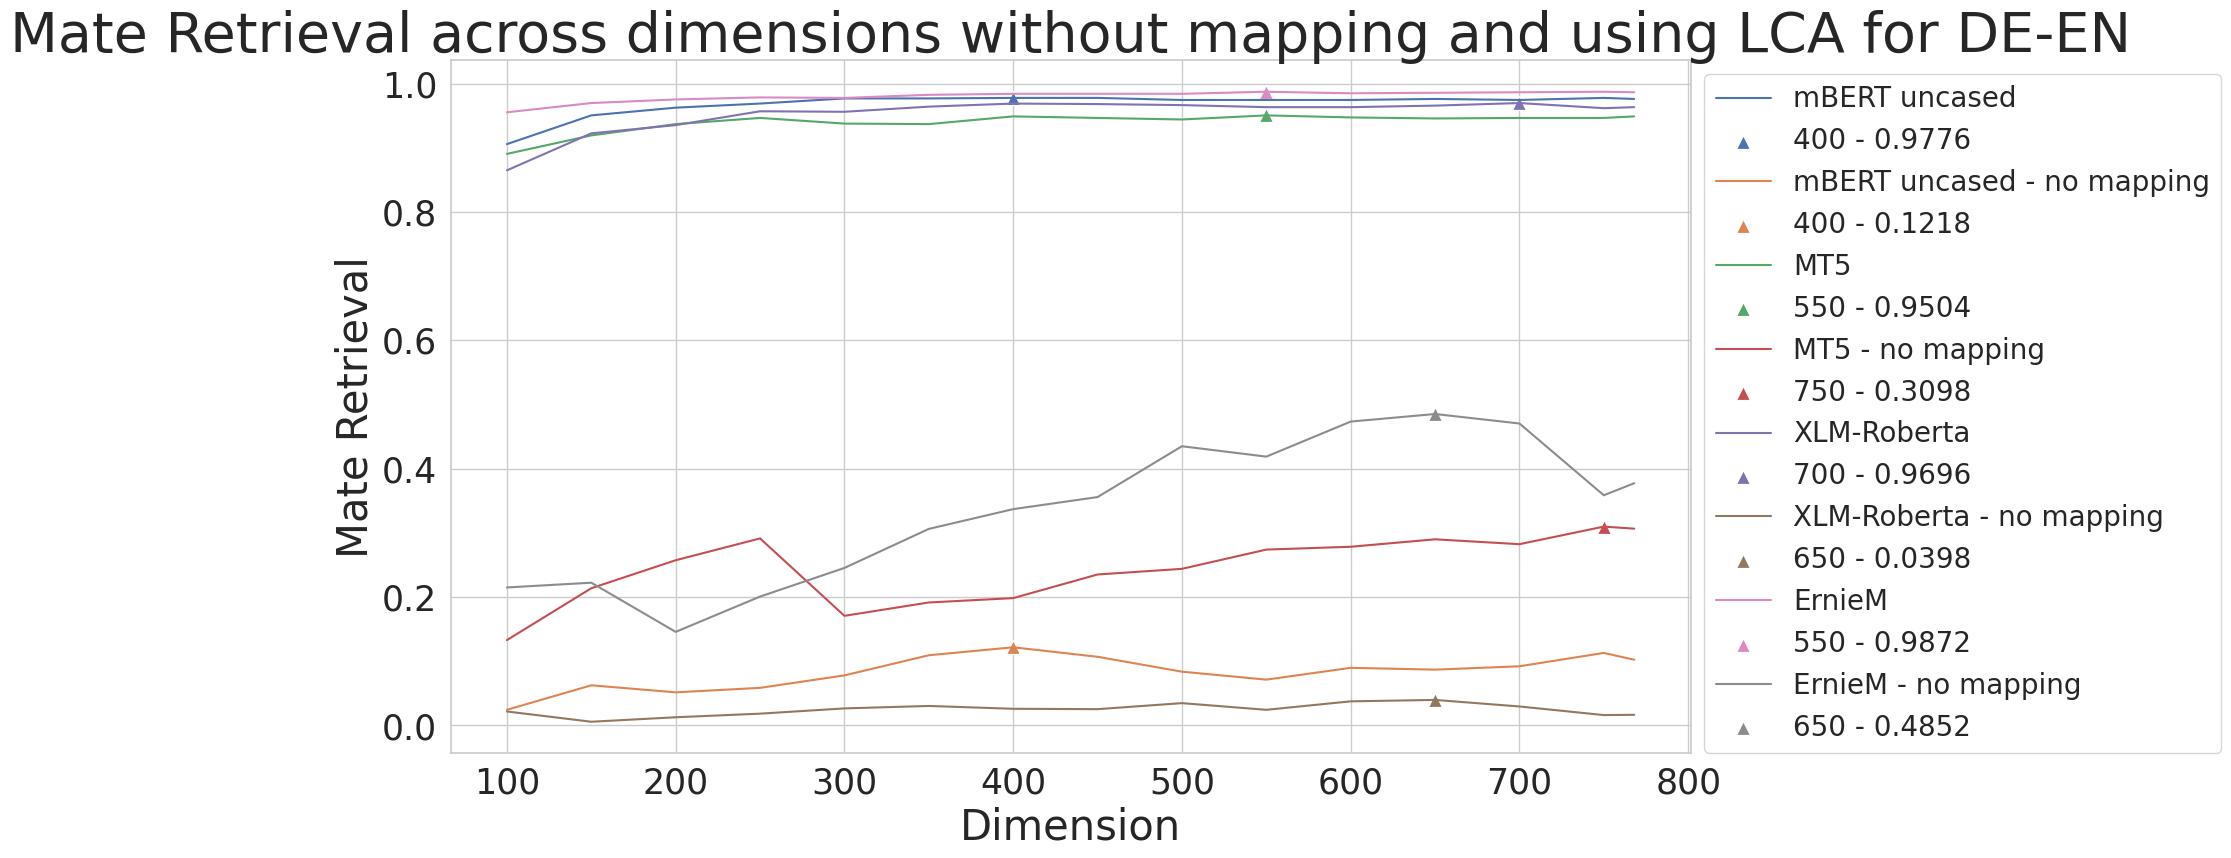 Mate Retrieval across dimensions without mapping and using LCA for DE-EN
1.0
0.8
0.6
0.4
0.2
0.0
Mate Retrieval
100 200 300 400 500 600 700 800
Dimension
mBERT uncased
400 - 0.9776
mBERT uncased - no mapping
400 - 0.1218
MT5
550 - 0.9504
MT5 - no mapping
750 - 0.3098
XLM-Roberta
700 - 0.9696
XLM-Roberta - no mapping
650 - 0.0398
ErnieM
550 - 0.9872
ErnieM - no mapping
650 - 0.4852